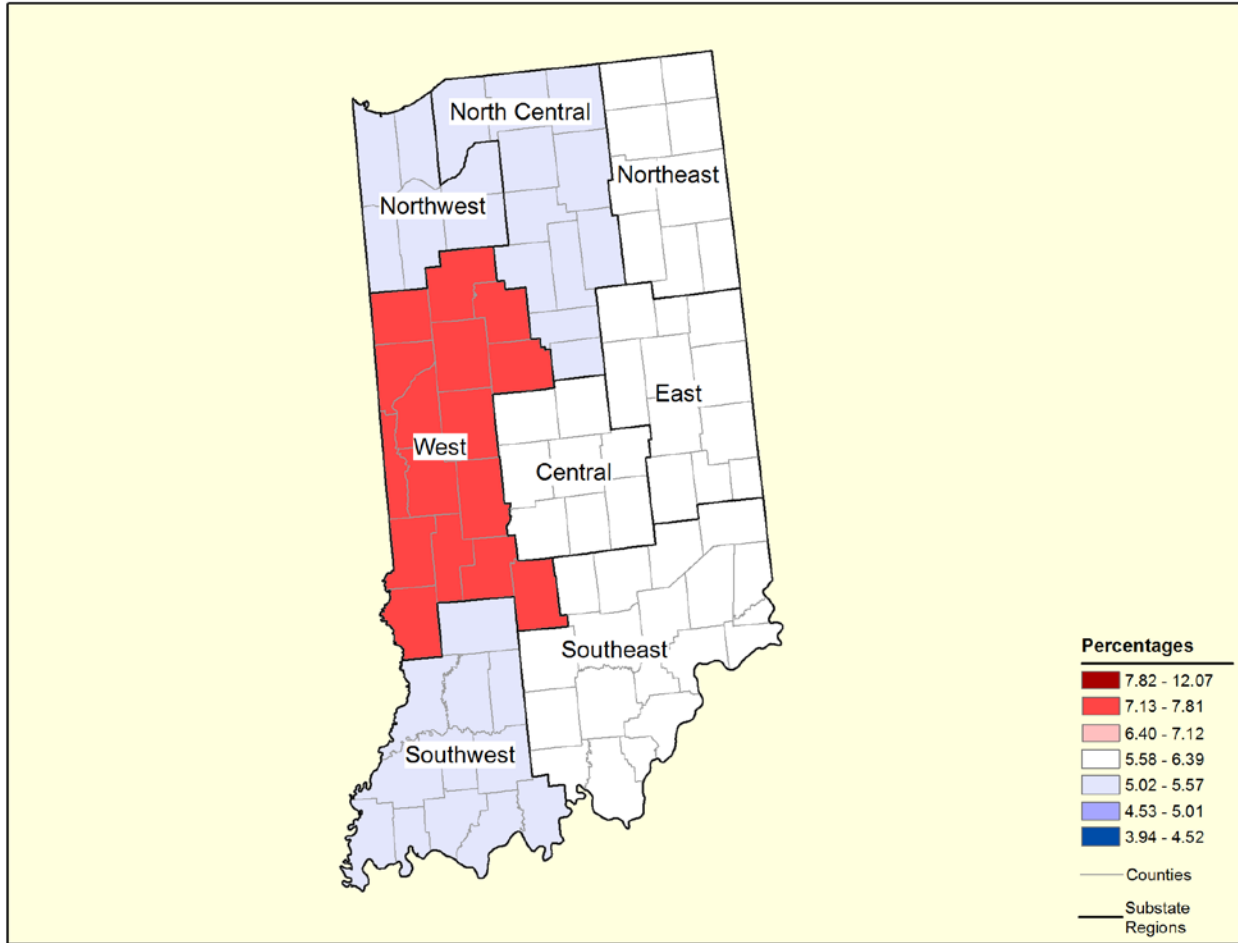 North Central
Northeast
Northwest
East
West
Central
Southeast
Southwest
Percentages
7.82 - 12.07
7.13 - 7.81
6.40 - 7.12
5.58 - 6.39
5.02 - 5.57
4.53 - 5.01
3.94 - 4.52
Counties
Substate
Regions